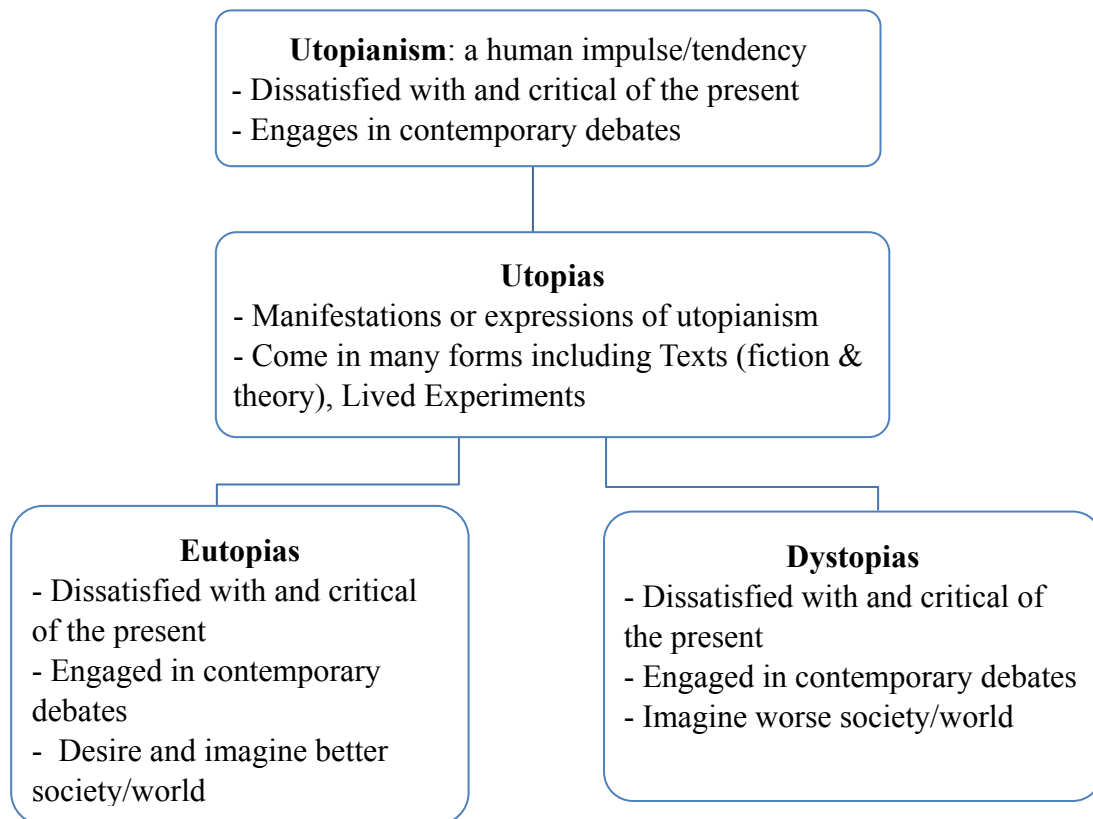 Utopianism: a human impulse/tendency
- Dissatisfied with and critical of the present
- Engages in contemporary debates
Utopias
- Manifestations or expressions of utopianism
- Come in many forms including Texts (fiction &
theory), Lived Experiments
Eutopias
- Dissatisfied with and critical
of the present
- Engaged in contemporary
debates
-  Desire and imagine better
society/world
Dystopias
- Dissatisfied with and critical of
the present
- Engaged in contemporary debates
- Imagine worse society/world